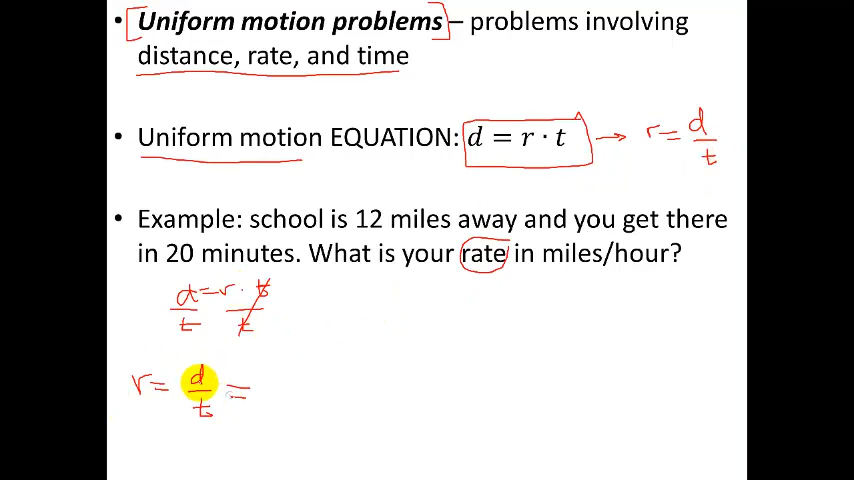 • [Uniform motion problems] – problems involving
distance, rate, and time
• Uniform motion EQUATION: d = r · t → r = d/t
• Example: school is 12 miles away and you get there
in 20 minutes. What is your rate in miles/hour?
d = r · t
t t
r = d/t =